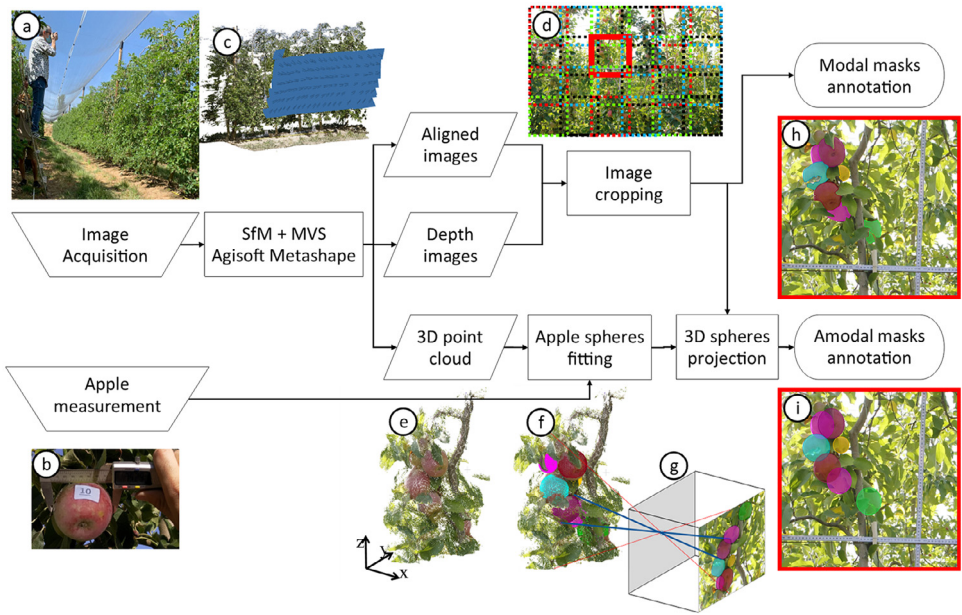 a
c
d
Modal masks
annotation
Aligned
images
Image
cropping
h
Image
Acquisition
SfM + MVS
Agisoft Metashape
Depth
images
3D point
cloud
Apple spheres
fitting
3D spheres
projection
Amodal masks
annotation
Apple
measurement
b
10
e
f
g
i
z
y
x